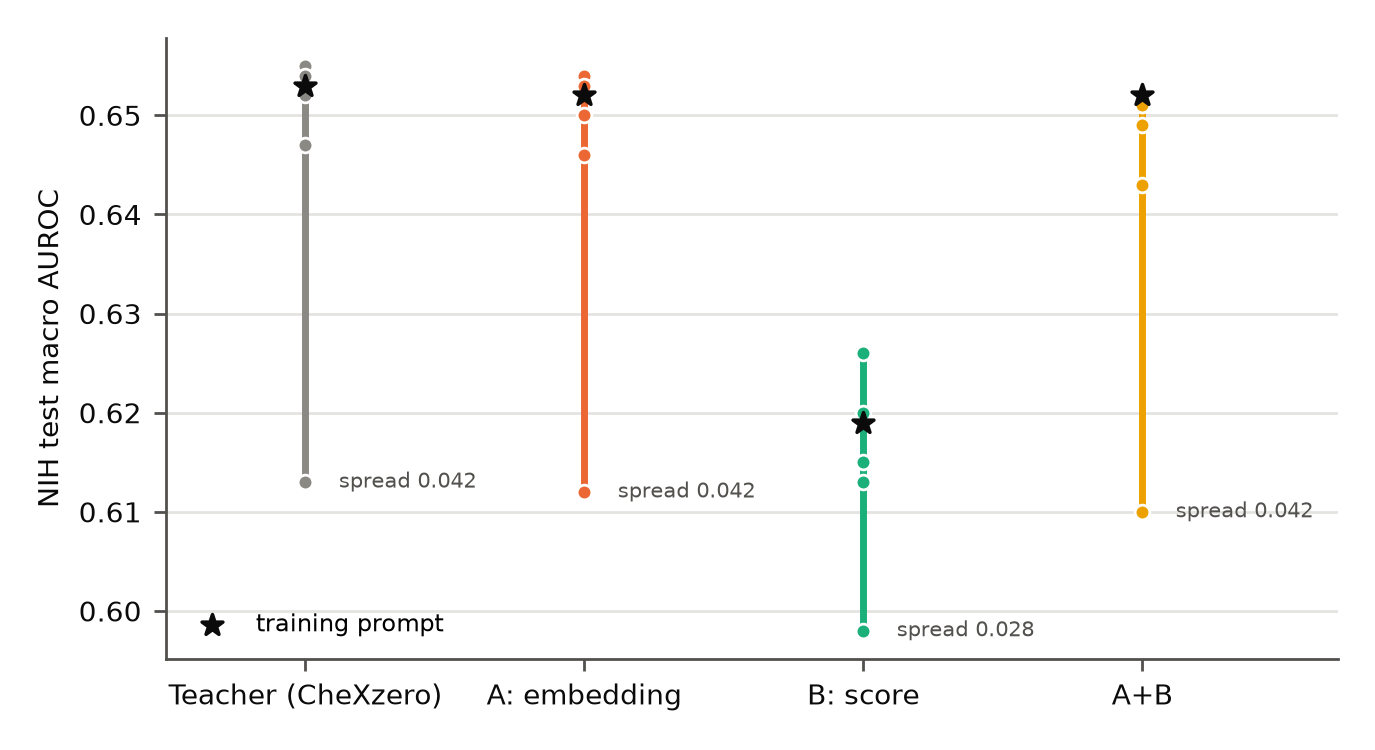 NIH test macro AUROC
0.65
0.64
0.63
0.62
0.61
0.60
spread 0.042
spread 0.042
spread 0.028
spread 0.042
training prompt
Teacher (CheXzero)
A: embedding
B: score
A+B